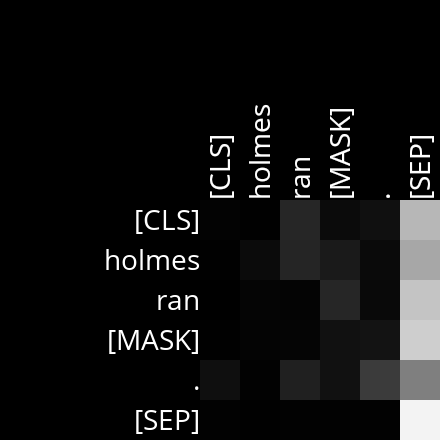 [CLS] holmes ran [MASK] . [SEP]
[CLS]
holmes
ran
[MASK]
.
[SEP]